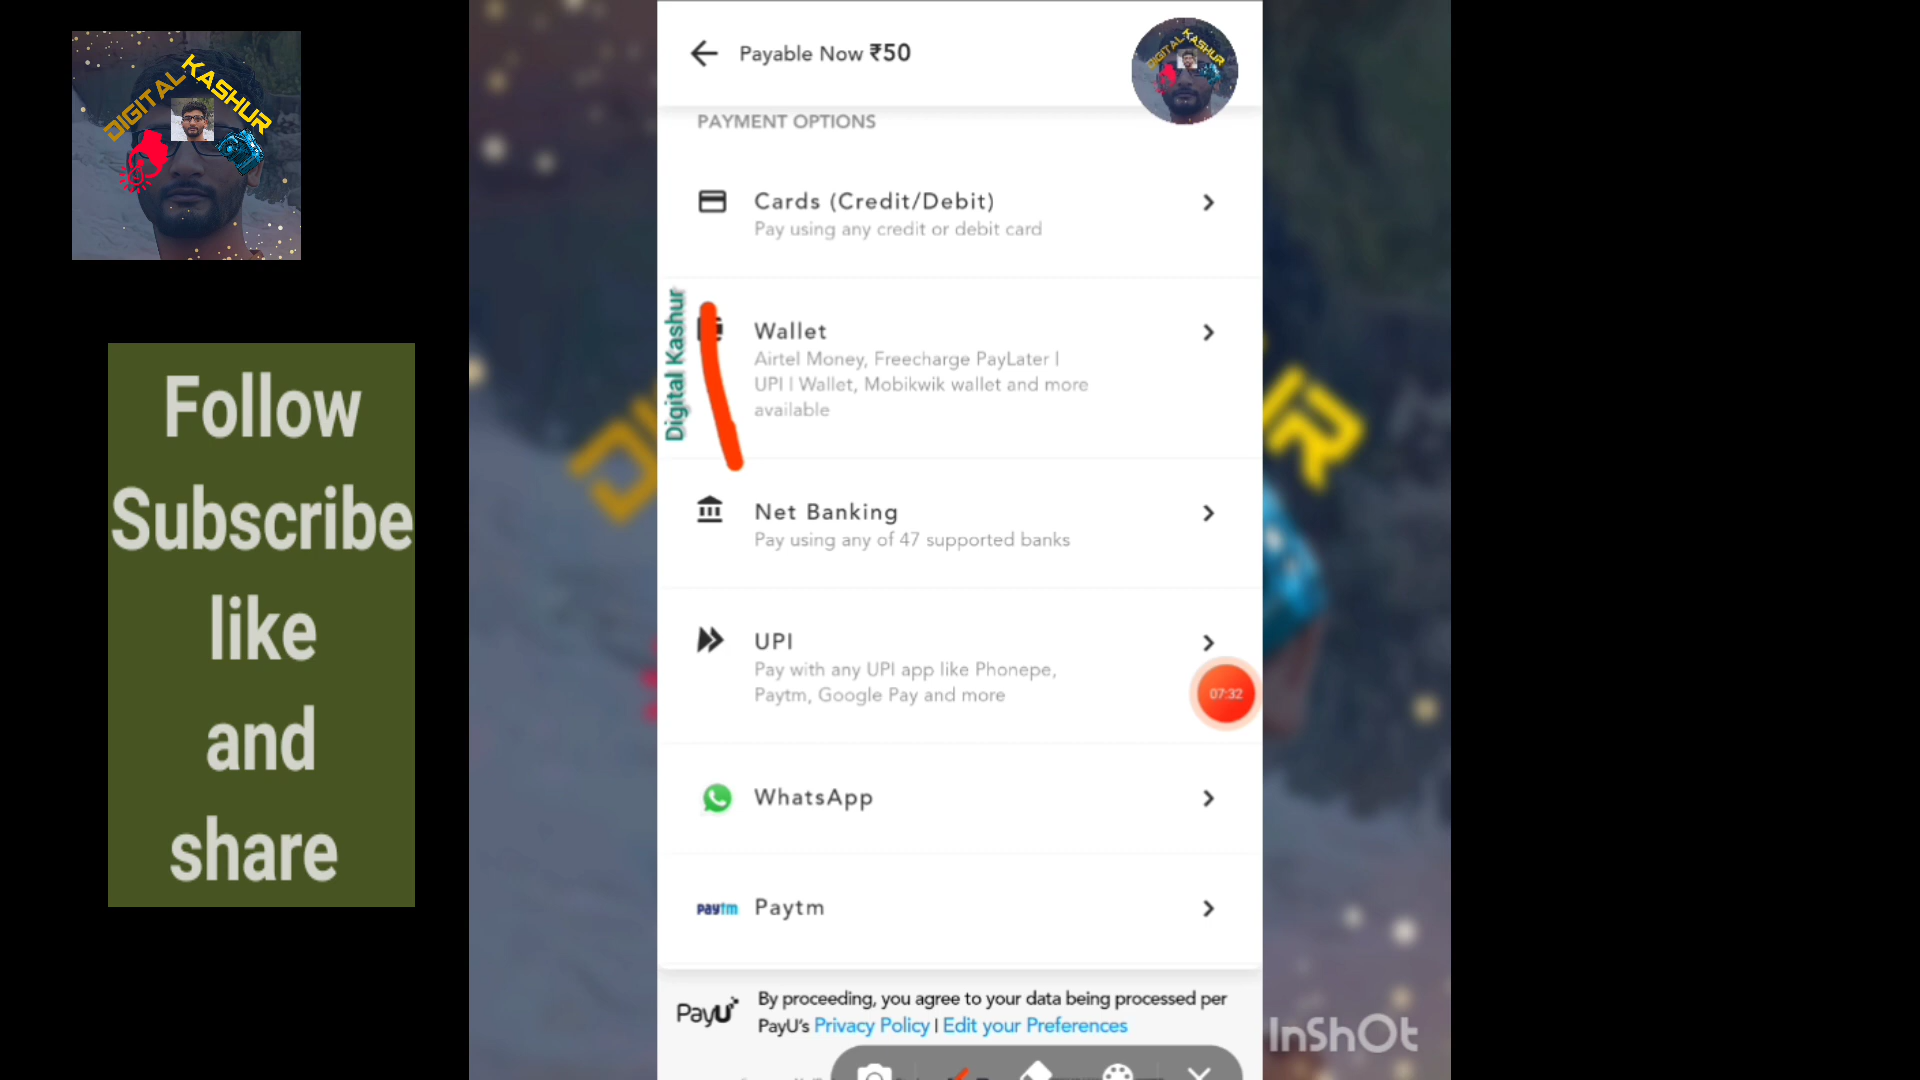 DIGITAL KASHUR
Follow
Subscribe
like
and
share
Payable Now ₹50
DIGITAL KASHUR
PAYMENT OPTIONS
Cards (Credit/Debit)
Pay using any credit or debit card
Digital Kashur
Wallet
Airtel Money, Freecharge PayLater |
UPI | Wallet, Mobikwik wallet and more
available
Net Banking
Pay using any of 47 supported banks
UPI
Pay with any UPI app like Phonepe,
Paytm, Google Pay and more
07:32
WhatsApp
paytm Paytm
PayU
By proceeding, you agree to your data being processed per
PayU's Privacy Policy | Edit your Preferences
InShOt